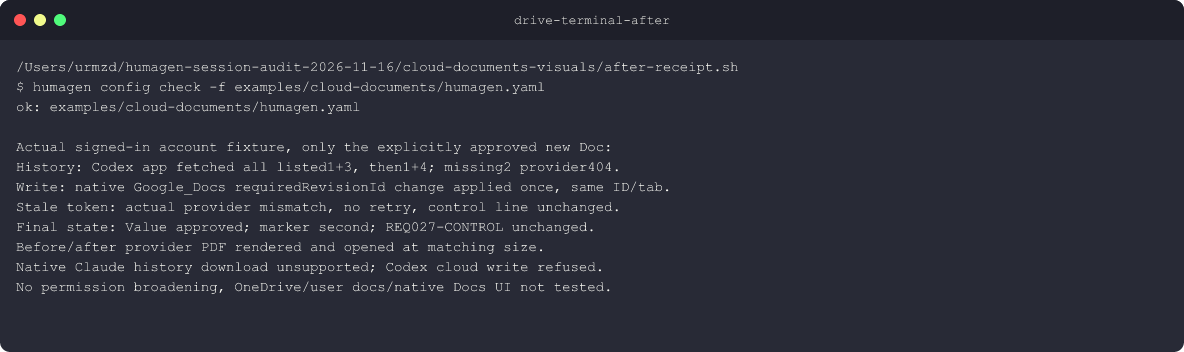 drive-terminal-after
/Users/urmzd/humagen-session-audit-2026-11-16/cloud-documents-visuals/after-receipt.sh
$ humagen config check -f examples/cloud-documents/humagen.yaml
ok: examples/cloud-documents/humagen.yaml
Actual signed-in account fixture, only the explicitly approved new Doc:
History: Codex app fetched all listed1+3, then1+4; missing2 provider404.
Write: native Google_Docs requiredRevisionId change applied once, same ID/tab.
Stale token: actual provider mismatch, no retry, control line unchanged.
Final state: Value approved; marker second; REQ027-CONTROL unchanged.
Before/after provider PDF rendered and opened at matching size.
Native Claude history download unsupported; Codex cloud write refused.
No permission broadening, OneDrive/user docs/native Docs UI not tested.